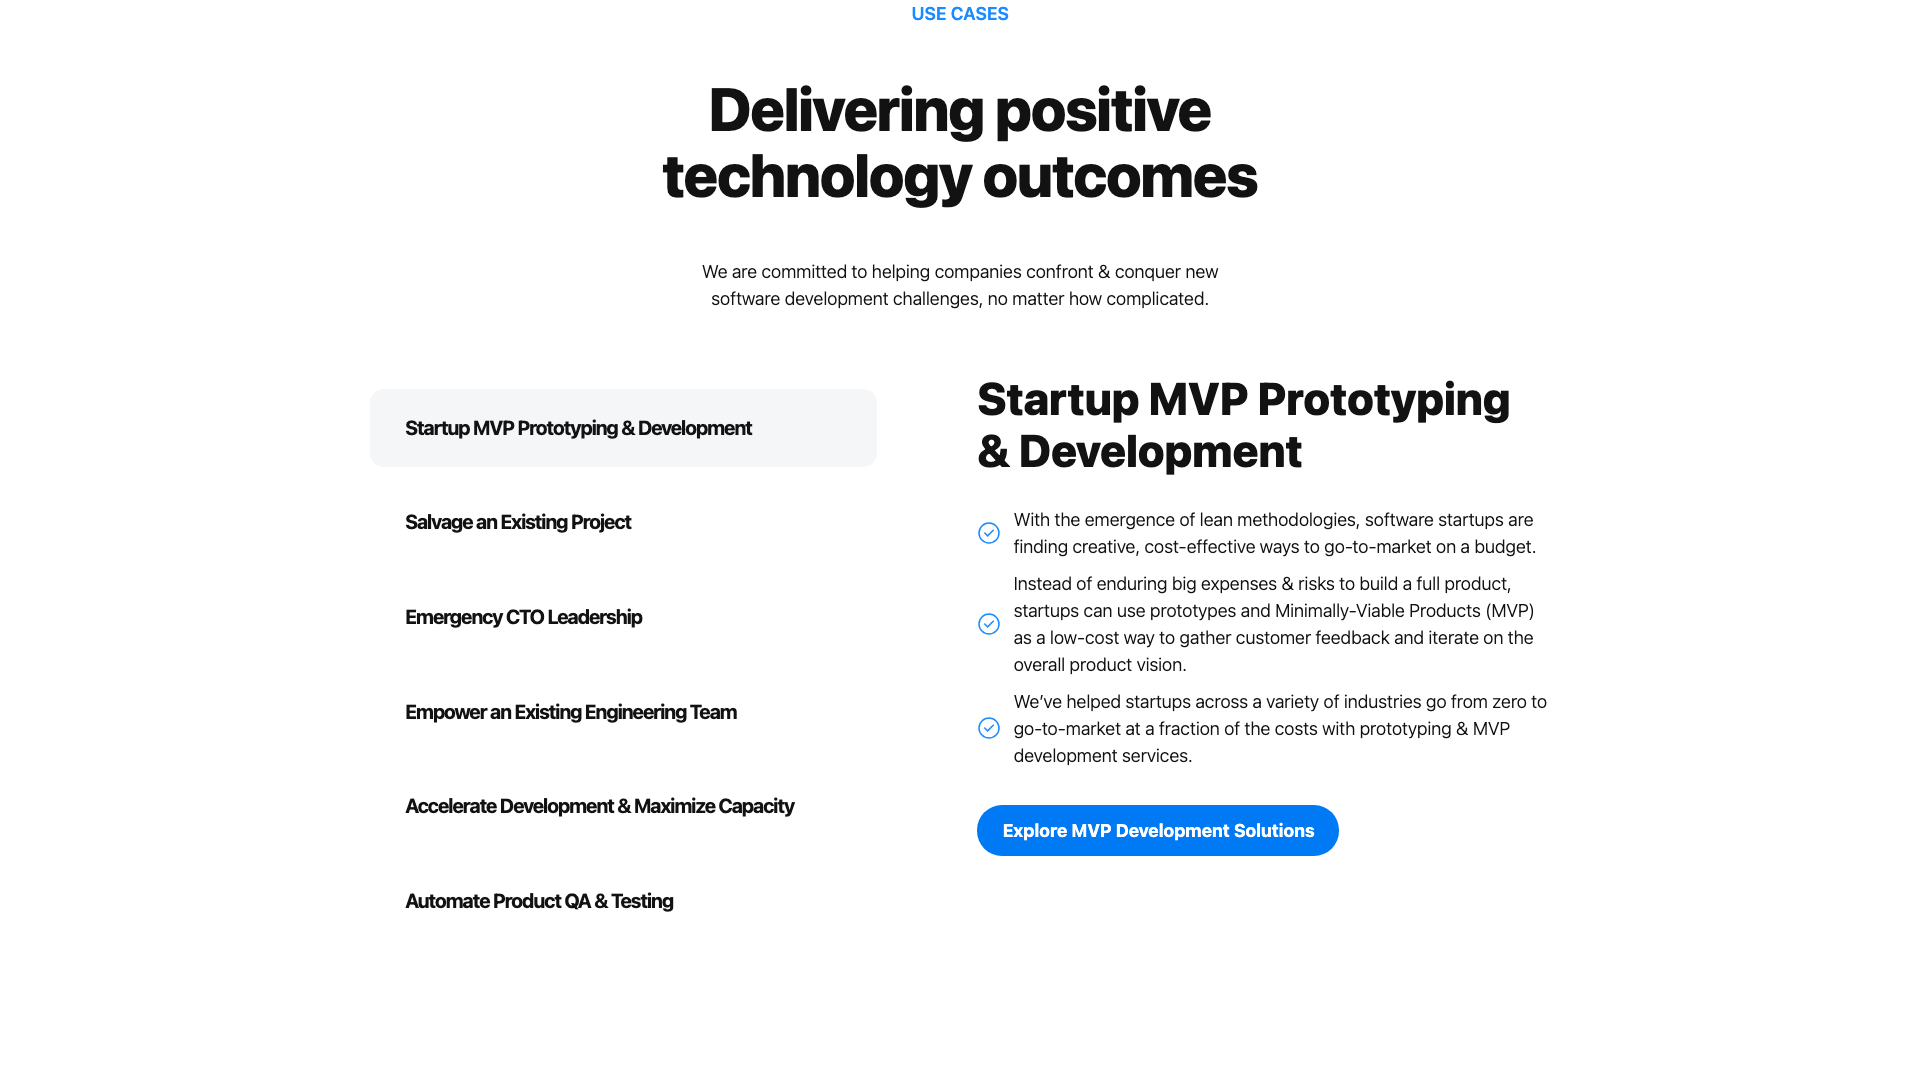 USE CASES
Delivering positive
technology outcomes
We are committed to helping companies confront & conquer new
software development challenges, no matter how complicated.
Startup MVP Prototyping & Development
Salvage an Existing Project
Emergency CTO Leadership
Empower an Existing Engineering Team
Accelerate Development & Maximize Capacity
Automate Product QA & Testing
Startup MVP Prototyping
& Development
With the emergence of lean methodologies, software startups are
finding creative, cost-effective ways to go-to-market on a budget.
Instead of enduring big expenses & risks to build a full product,
startups can use prototypes and Minimally-Viable Products (MVP)
as a low-cost way to gather customer feedback and iterate on the
overall product vision.
We’ve helped startups across a variety of industries go from zero to
go-to-market at a fraction of the costs with prototyping & MVP
development services.
Explore MVP Development Solutions